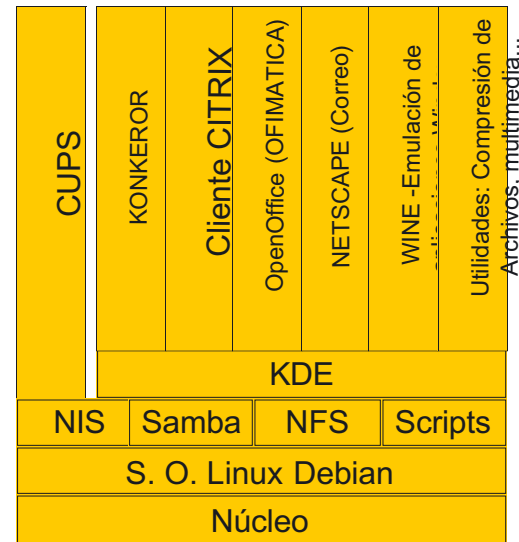 CUPS
KONKEROR
Cliente CITRIX
OpenOffice (OFIMATICA)
NETSCAPE (Correo)
WINE -Emulación de
Utilidades: Compresión de
Archivos, multimedia...
KDE
NIS
Samba
NFS
Scripts
S. O. Linux Debian
Núcleo